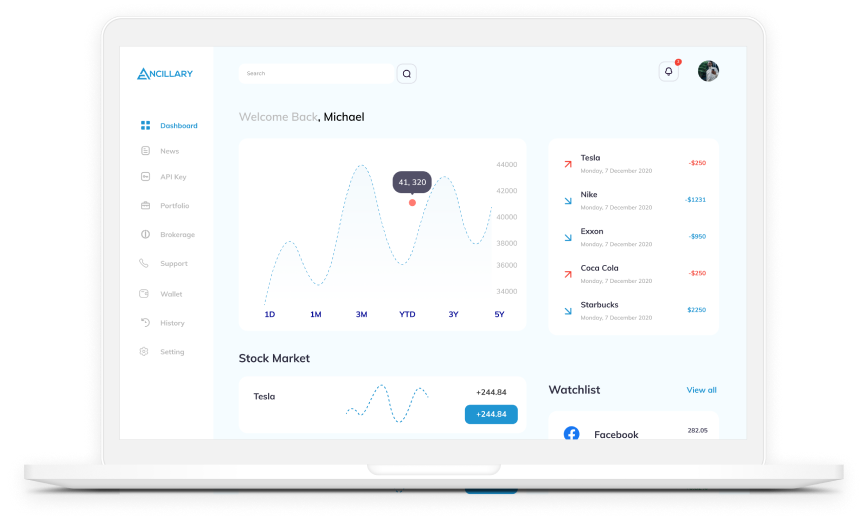 ANCILLARY
Search
1
Dashboard
News
API Key
Portfolio
Brokerage
Support
Wallet
History
Setting
Welcome Back, Michael
44000
42000
40000
38000
36000
34000
41, 320
1D 1M 3M YTD 3Y 5Y
Tesla
Monday, 7 December 2020
-$250
Nike
Monday, 7 December 2020
-$1231
Exxon
Monday, 7 December 2020
-$950
Coca Cola
Monday, 7 December 2020
-$250
Starbucks
Monday, 7 December 2020
$2250
Stock Market
Tesla
+244.84
+244.84
Watchlist
View all
Facebook
282.05